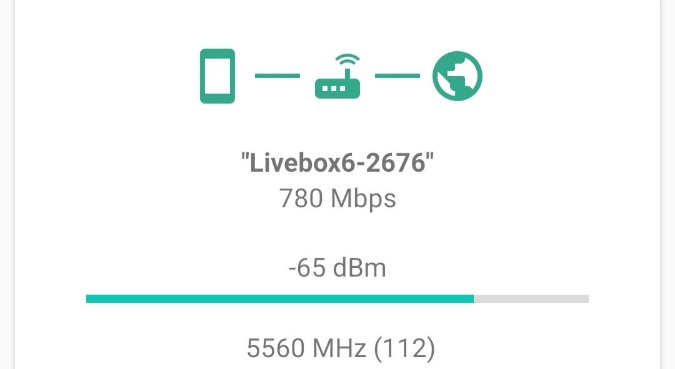 "Livebox6-2676"
780 Mbps
-65 dBm
5560 MHz (112)